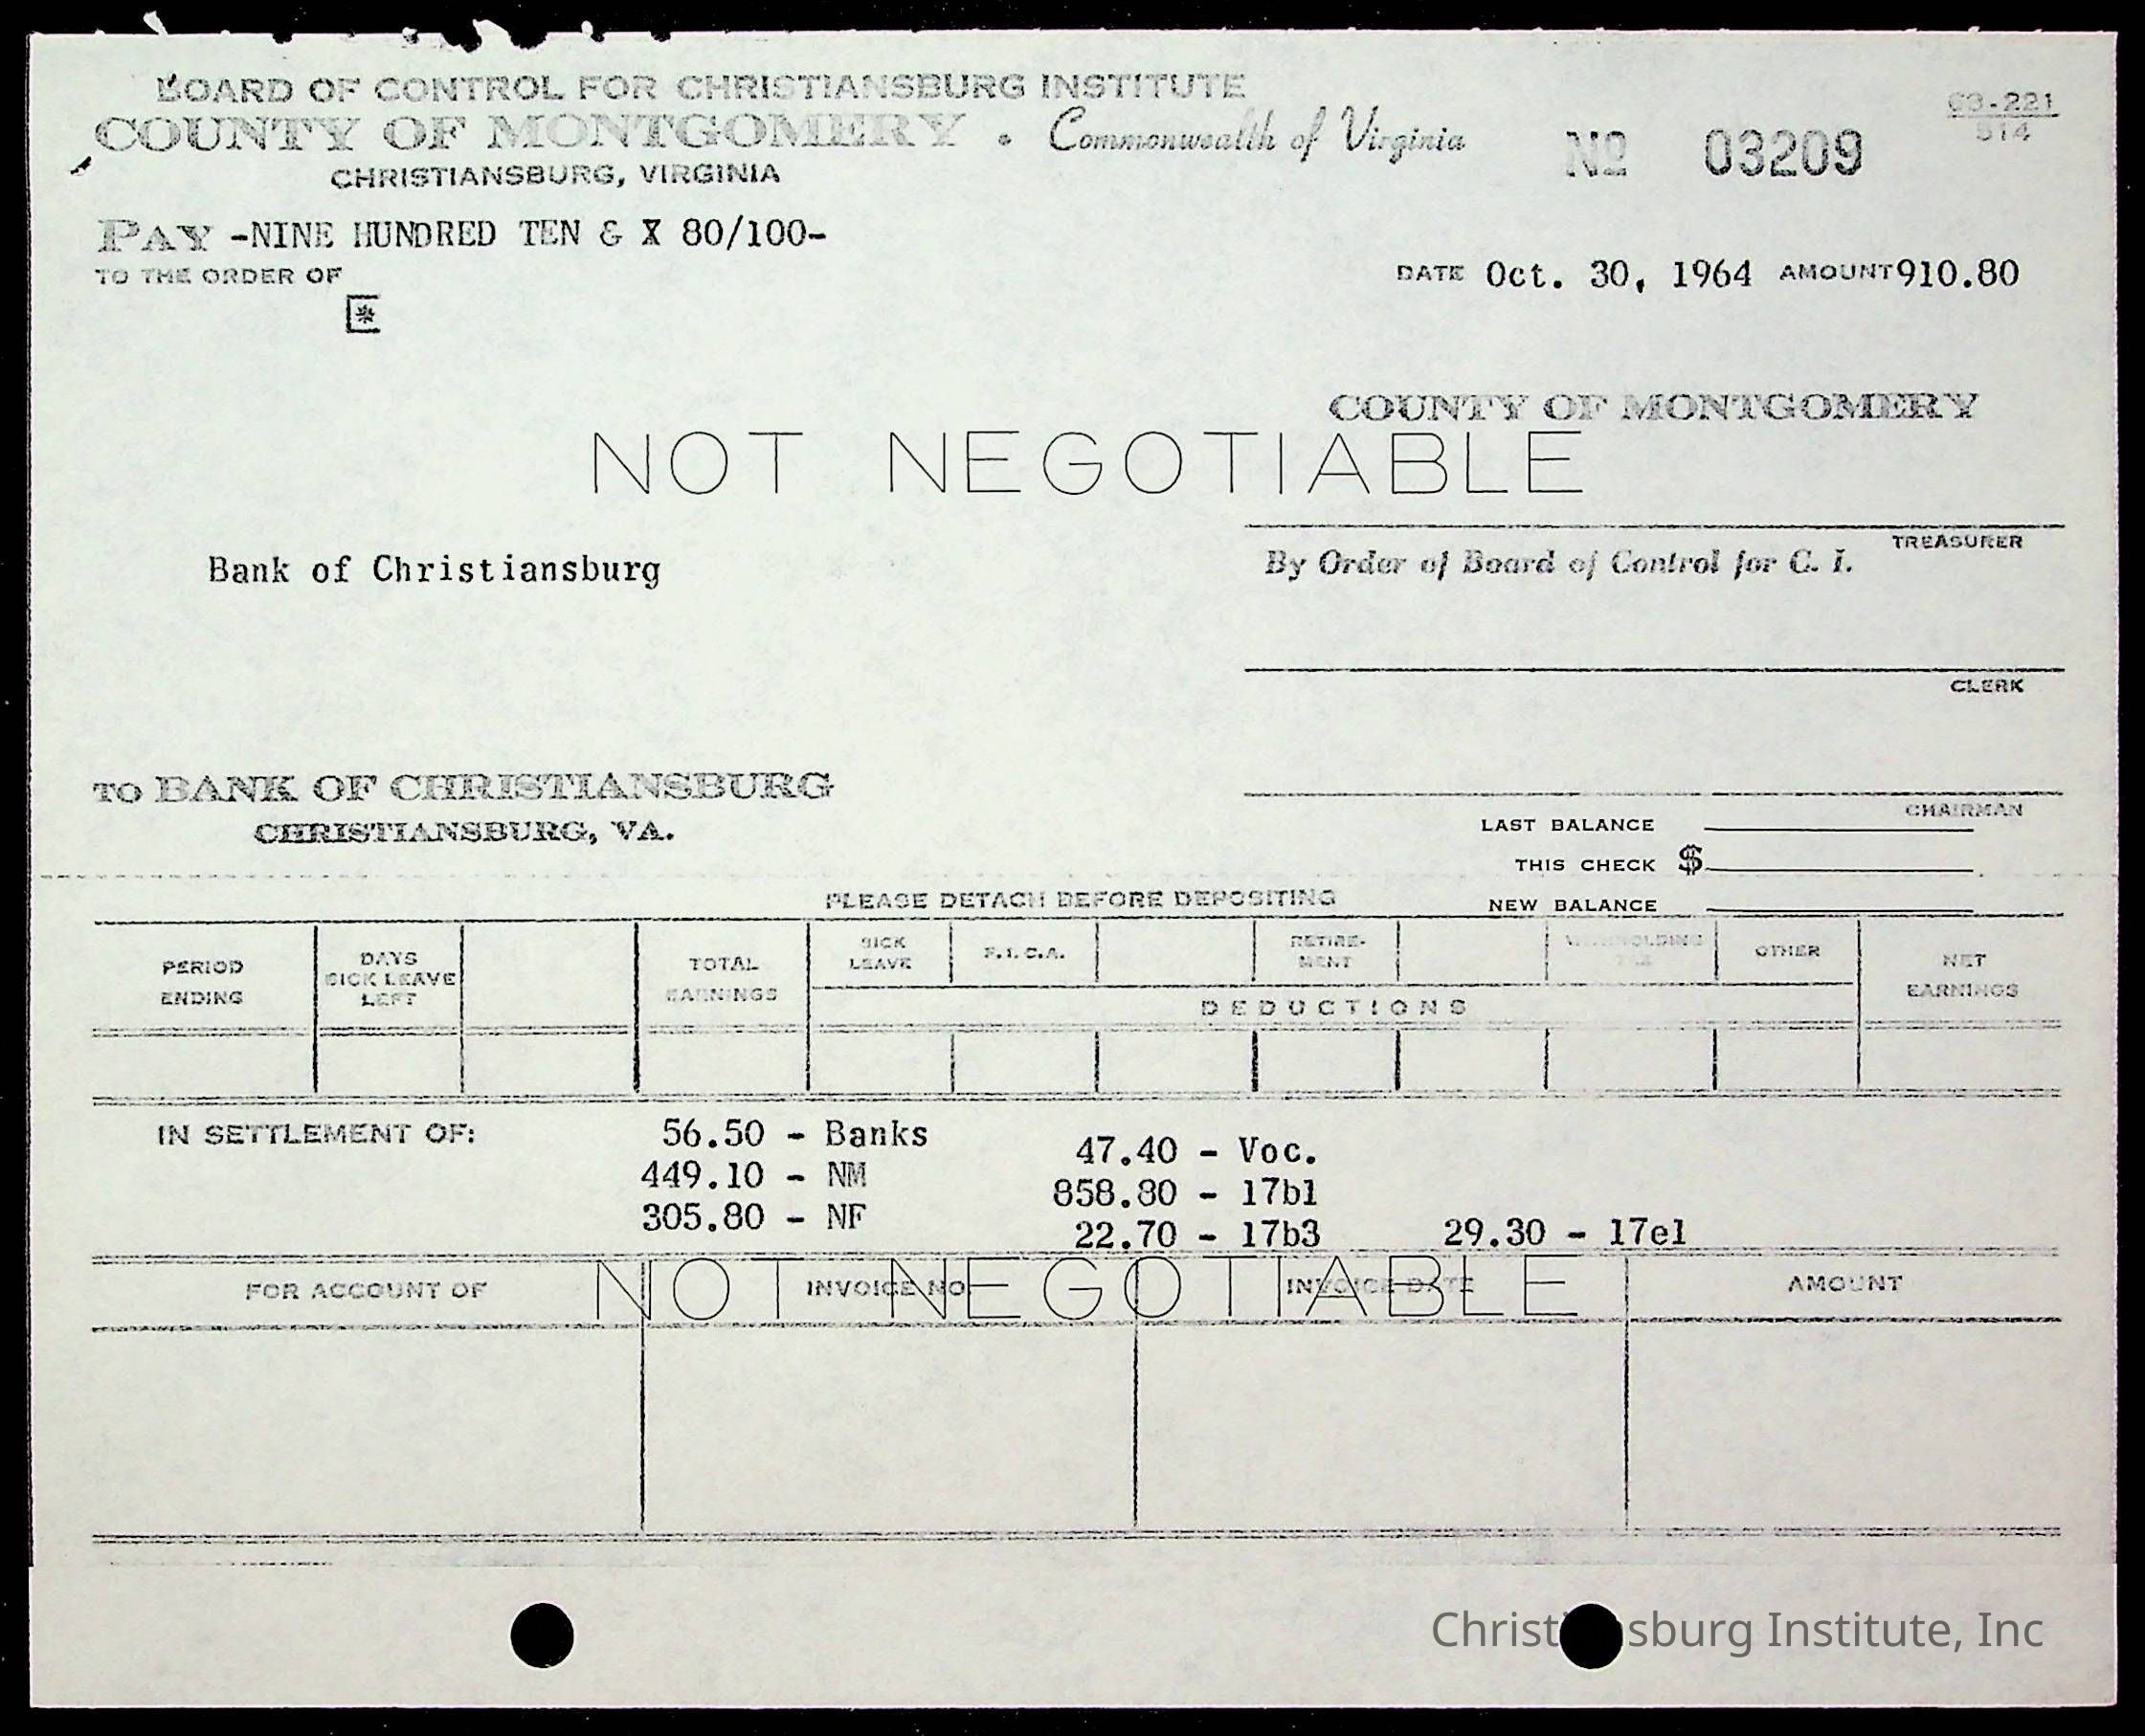 BOARD OF CONTROL FOR CHRISTIANSBURG INSTITUTE
COUNTY OF MONTGOMERY • Commonwealth of Virginia
CHRISTIANSBURG, VIRGINIA
No 03209
514
PAY -NINE HUNDRED TEN & X 80/100-
TO THE ORDER OF
DATE Oct. 30, 1964 AMOUNT 910.80
COUNTY OF MONTGOMERY
NOT NEGOTIABLE
TREASURER
Bank of Christiansburg
By Order of Board of Control for C. I.
CLERK
TO BANK OF CHRISTIANSBURG
CHRISTIANSBURG, VA.
CHAIRMAN
LAST BALANCE
THIS CHECK $
NEW BALANCE
PLEASE DETACH BEFORE DEPOSITING
PERIOD ENDING
DAYS SICK LEAVE LEFT
TOTAL EARNINGS
SICK LEAVE
F.I.C.A.
RETIRE-MENT
WITHHOLDING
OTHER
NET EARNINGS
DEDUCTIONS
IN SETTLEMENT OF:
56.50 - Banks
449.10 - NM
305.80 - NF
47.40 - Voc.
858.80 - 17b1
22.70 - 17b3
29.30 - 17e1
NOT NEGOTIABLE
FOR ACCOUNT OF
INVOICE NO.
INVOICE DATE
AMOUNT
Institute, Inc